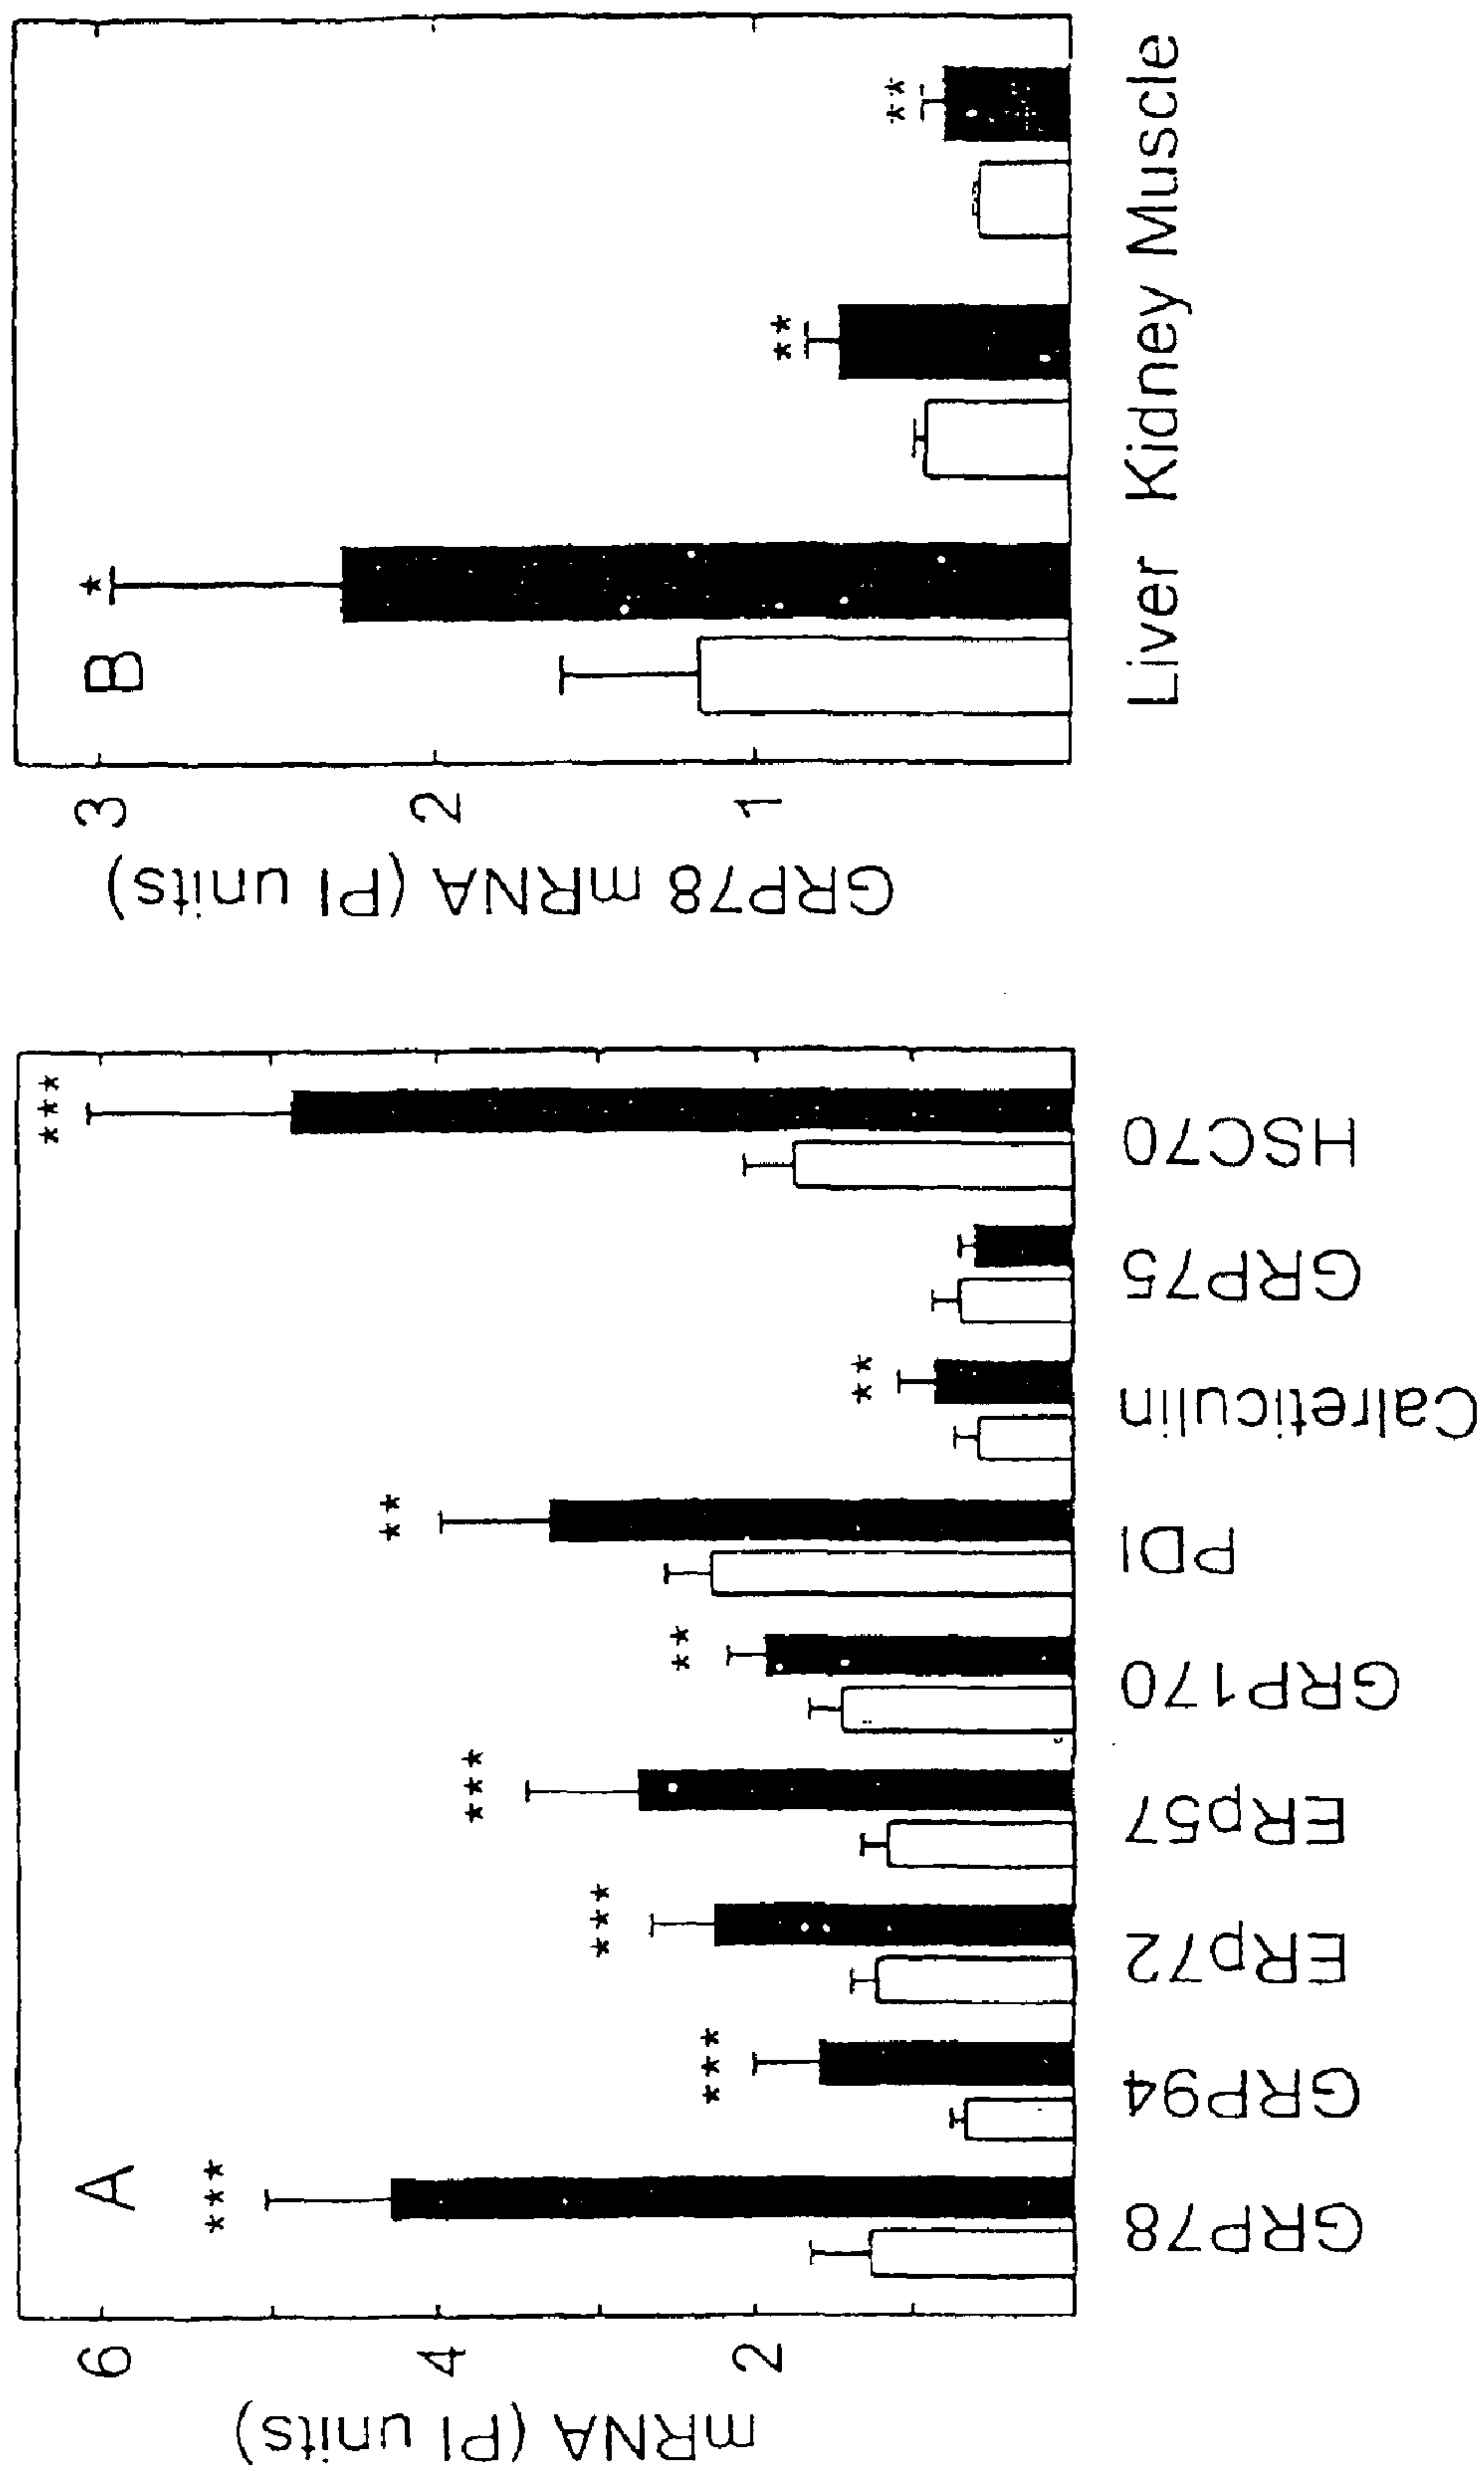 A
mRNA (PI units)
6
4
2
***
***
***
***
**
**
**
***
GRP78
GRP94
ERp72
ERp57
GRP170
PDI
Calreticulin
GRP75
HSC70
B
GRP78 mRNA (PI units)
3
2
1
*
**
**
Liver Kidney Muscle